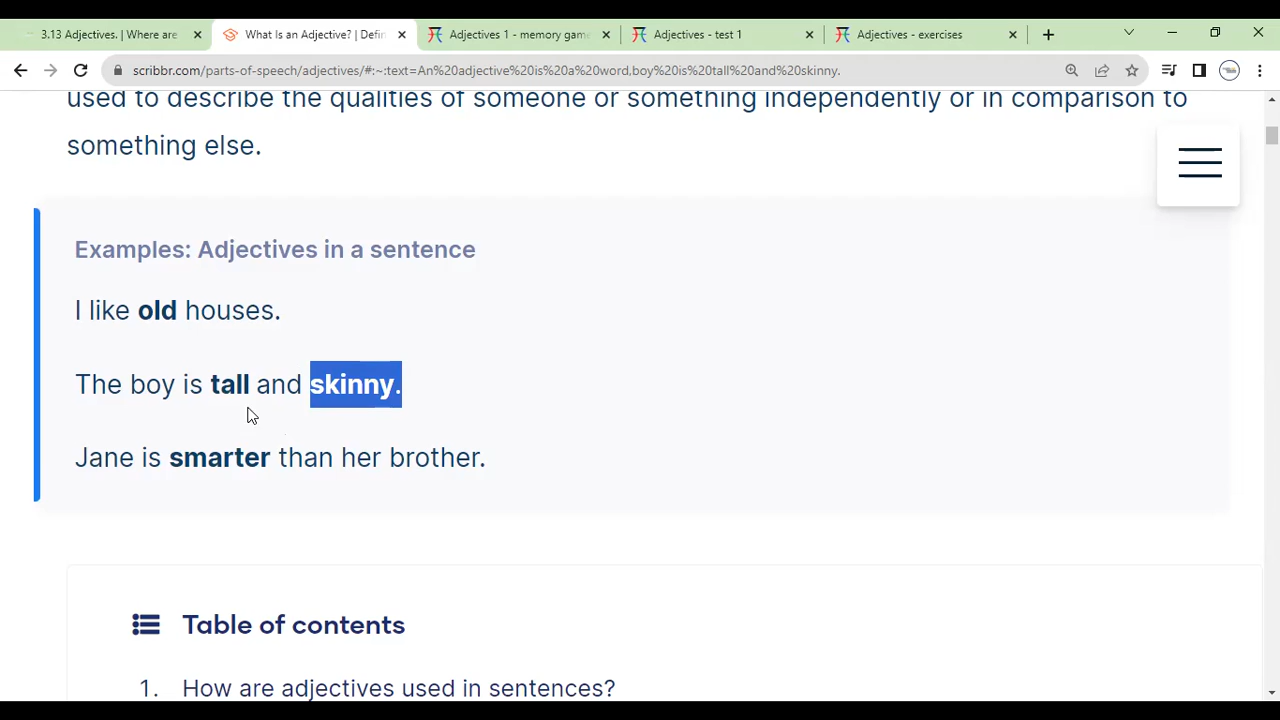 3.13 Adjectives. | Where are
What Is an Adjective? | Defin
Adjectives 1 - memory game
Adjectives - test 1
Adjectives - exercises
scribbr.com/parts-of-speech/adjectives/#:~:text=An%20adjective%20is%20a%20word,boy%20is%20tall%20and%20skinny.
used to describe the qualities of someone or something independently or in comparison to
something else.
Examples: Adjectives in a sentence
I like old houses.
The boy is tall and skinny.
Jane is smarter than her brother.
Table of contents
1. How are adjectives used in sentences?